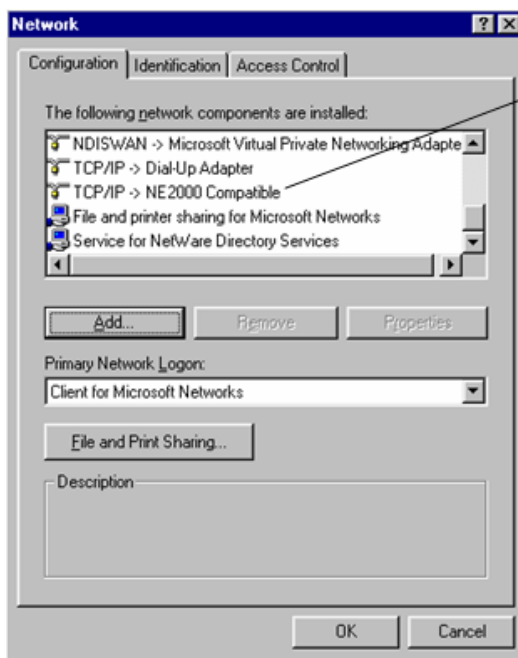 Network
Configuration Identification Access Control
The following network components are installed:
NDISWAN -> Microsoft Virtual Private Networking Adapte
TCP/IP -> Dial-Up Adapter
TCP/IP -> NE2000 Compatible
File and printer sharing for Microsoft Networks
Service for NetWare Directory Services
Add... Remove Properties
Primary Network Logon:
Client for Microsoft Networks
File and Print Sharing...
Description
OK Cancel